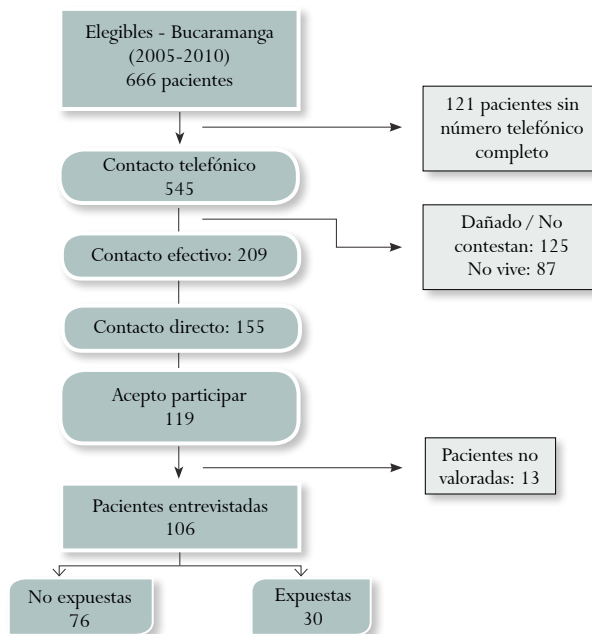 Elegibles - Bucaramanga
(2005-2010)
666 pacientes
121 pacientes sin
número telefónico
completo
Contacto telefónico
545
Dañado / No
contestan: 125
No vive: 87
Contacto efectivo: 209
Contacto directo: 155
Acepto participar
119
Pacientes no
valoradas: 13
Pacientes entrevistadas
106
No expuestas
76
Expuestas
30